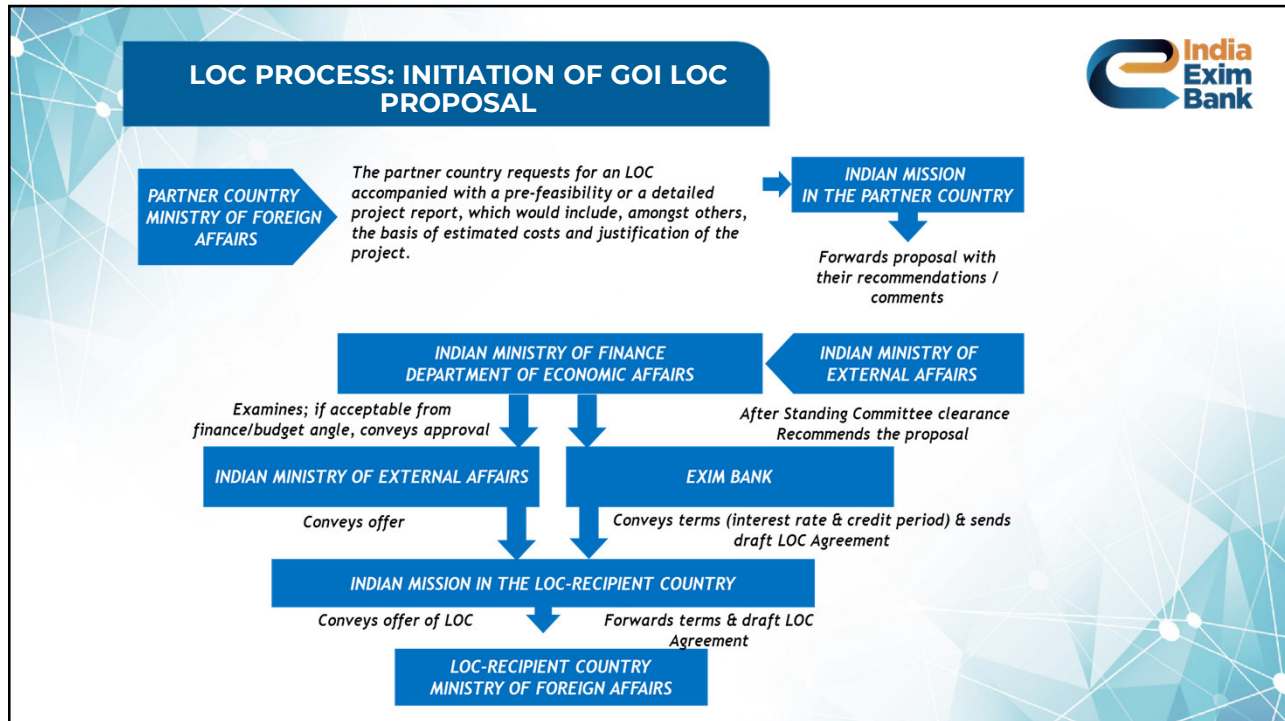 LOC PROCESS: INITIATION OF GOI LOC
PROPOSAL
India
Exim
Bank
PARTNER COUNTRY
MINISTRY OF FOREIGN
AFFAIRS
The partner country requests for an LOC
accompanied with a pre-feasibility or a detailed
project report, which would include, amongst others,
the basis of estimated costs and justification of the
project.
INDIAN MISSION
IN THE PARTNER COUNTRY
Forwards proposal with
their recommendations /
comments
INDIAN MINISTRY OF FINANCE
DEPARTMENT OF ECONOMIC AFFAIRS
INDIAN MINISTRY OF
EXTERNAL AFFAIRS
Examines; if acceptable from
finance/budget angle, conveys approval
After Standing Committee clearance
Recommends the proposal
INDIAN MINISTRY OF EXTERNAL AFFAIRS
EXIM BANK
Conveys offer
Conveys terms (interest rate & credit period) & sends
draft LOC Agreement
INDIAN MISSION IN THE LOC-RECIPIENT COUNTRY
Conveys offer of LOC
Forwards terms & draft LOC
Agreement
LOC-RECIPIENT COUNTRY
MINISTRY OF FOREIGN AFFAIRS